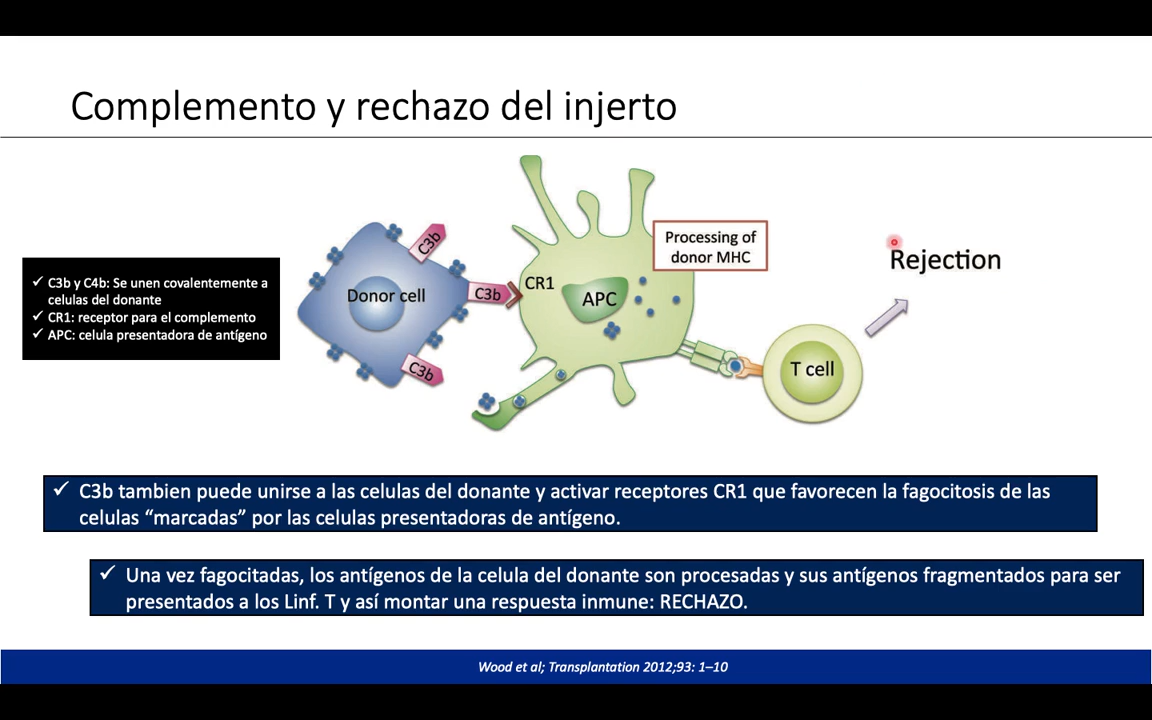 Complemento y rechazo del injerto
✓ C3b y C4b: Se unen covalentemente a
celulas del donante
✓ CR1: receptor para el complemento
✓ APC: celula presentadora de antígeno
C3b
Donor cell
C3b
C3b
CR1
APC
Processing of
donor MHC
T cell
Rejection
✓ C3b tambien puede unirse a las celulas del donante y activar receptores CR1 que favorecen la fagocitosis de las
celulas “marcadas” por las celulas presentadoras de antígeno.
✓ Una vez fagocitadas, los antígenos de la celula del donante son procesadas y sus antígenos fragmentados para ser
presentados a los Linf. T y así montar una respuesta inmune: RECHAZO.
Wood et al; Transplantation 2012;93: 1–10